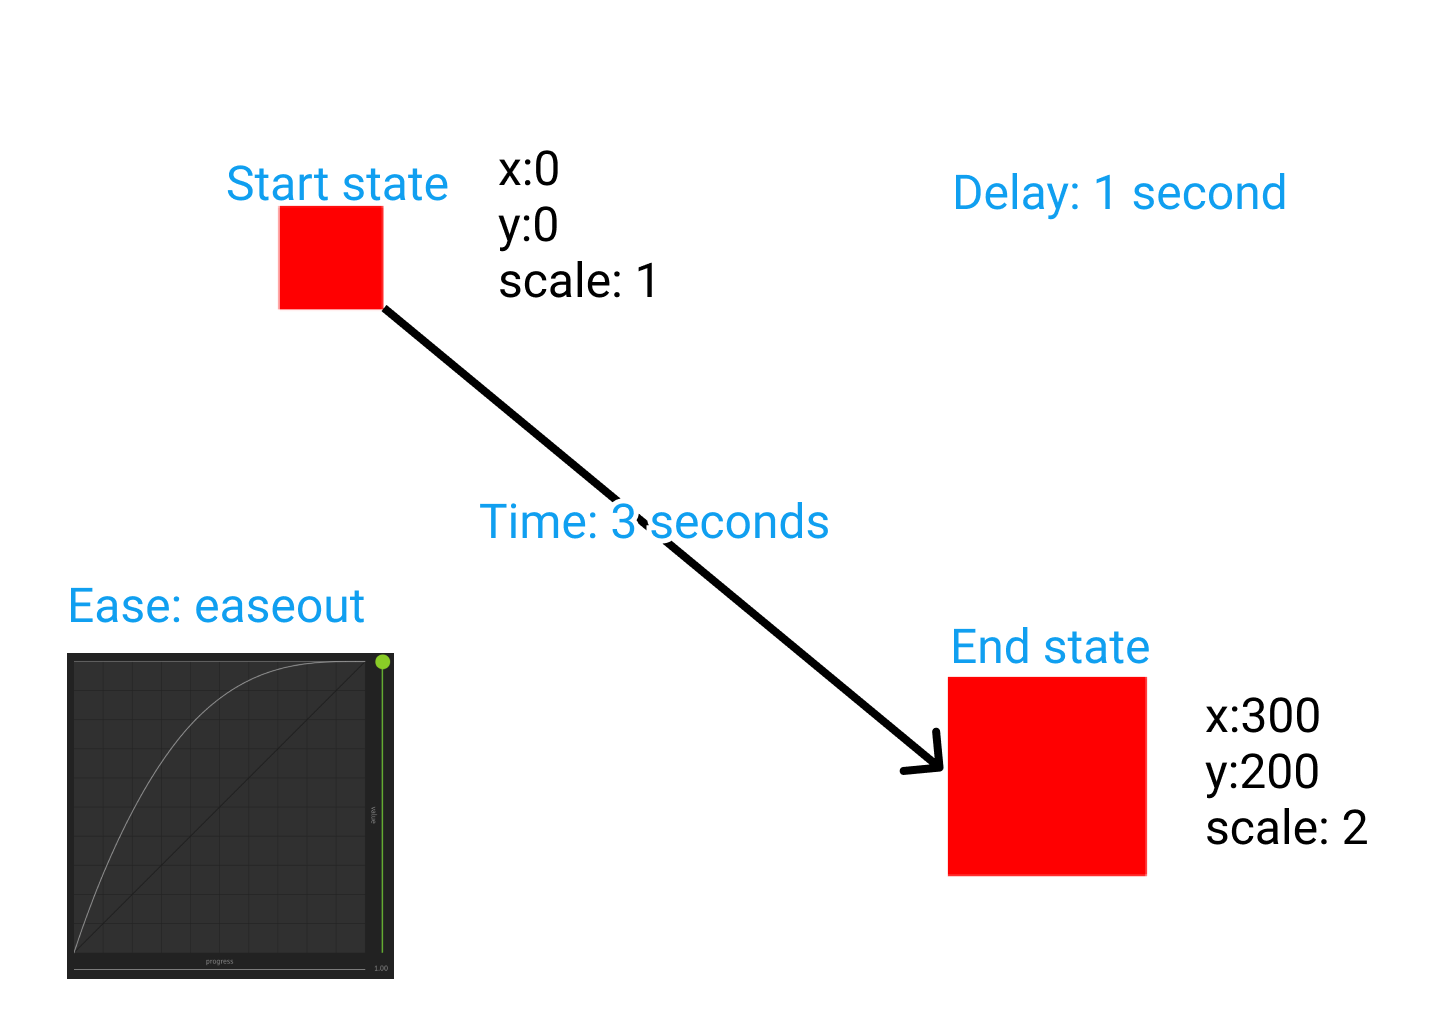 Start state
x:0
y:0
scale: 1
Delay: 1 second
Time: 3 seconds
Ease: easeout
value
progress
1.00
End state
x:300
y:200
scale: 2